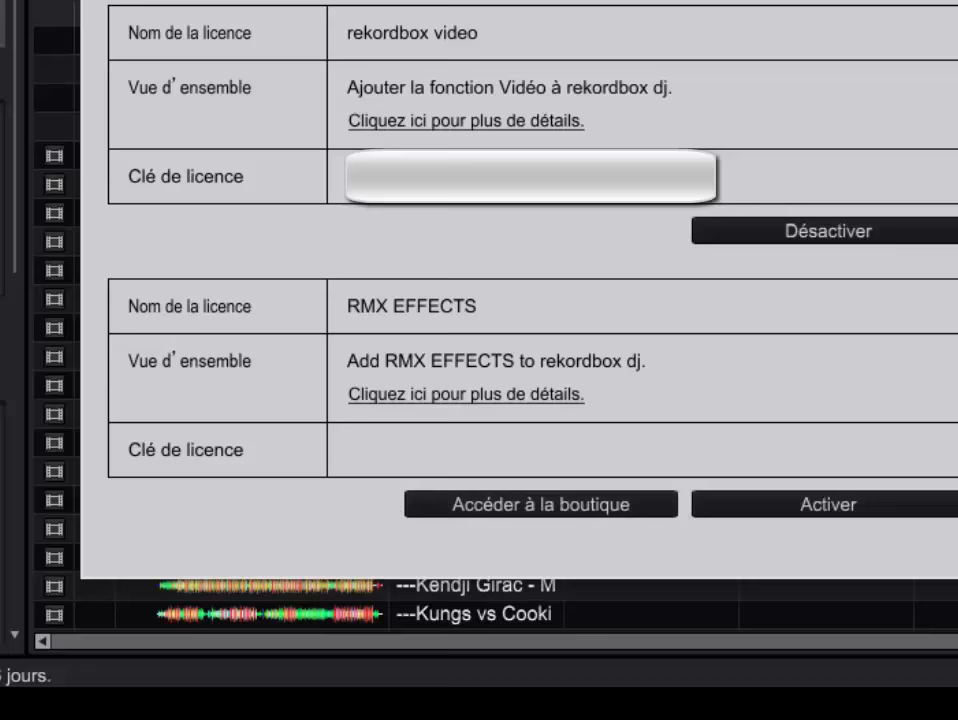 Nom de la licence rekordbox video
Vue d'ensemble Ajouter la fonction Vidéo à rekordbox dj.
Cliquez ici pour plus de détails.
Clé de licence
Désactiver
Nom de la licence RMX EFFECTS
Vue d'ensemble Add RMX EFFECTS to rekordbox dj.
Cliquez ici pour plus de détails.
Clé de licence
Accéder à la boutique Activer
---Kendji Girac - M
---Kungs vs Cooki
jours.